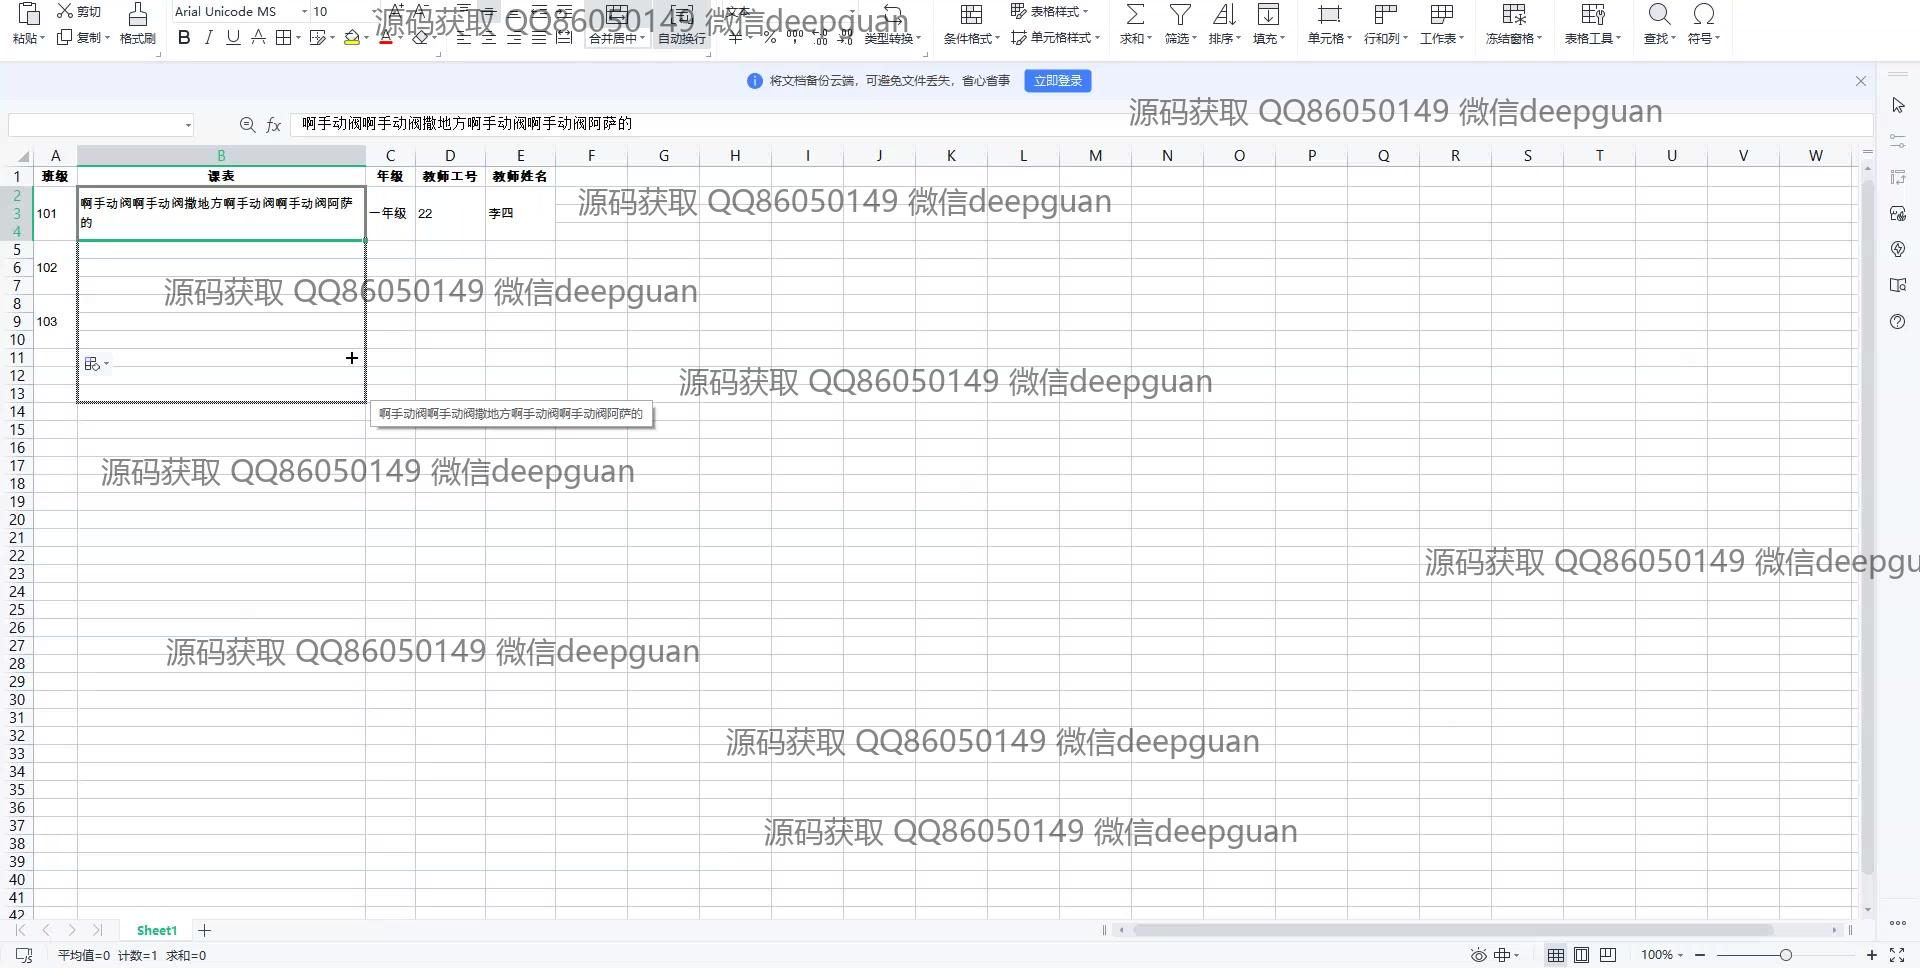 剪切
Arial Unicode MS 10
文本
表格样式
粘贴 复制 格式刷
B I U A
合并居中 自动换行
类型转换 条件格式 单元格样式 求和 筛选 排序 填充 单元格 行和列 工作表 冻结窗格 表格工具 查找 符号
源码获取 QQ86050149 微信deepguan
将文档备份云端，可避免文件丢失，省心省事 立即登录
源码获取 QQ86050149 微信deepguan
fx 啊手动阀啊手动阀撒地方啊手动阀啊手动阀阿萨的
A B C D E F G H I J K L M N O P Q R S T U V W
1 班级 课表 年级 教师工号 教师姓名
2 啊手动阀啊手动阀撒地方啊手动阀啊手动阀阿萨
源码获取 QQ86050149 微信deepguan
3 101 一年级 22 李四
4 的
5
6 102
7
源码获取 QQ86050149 微信deepguan
8
9 103
10
11
12
源码获取 QQ86050149 微信deepguan
13
14 啊手动阀啊手动阀撒地方啊手动阀啊手动阀阿萨的
15
16
17
源码获取 QQ86050149 微信deepguan
18
19
20
21
22
源码获取 QQ86050149 微信deepgu
23
24
25
26
27
源码获取 QQ86050149 微信deepguan
28
29
30
31
32
源码获取 QQ86050149 微信deepguan
33
34
35
36
37
源码获取 QQ86050149 微信deepguan
38
39
40
41
42
Sheet1
平均值=0 计数=1 求和=0
100%